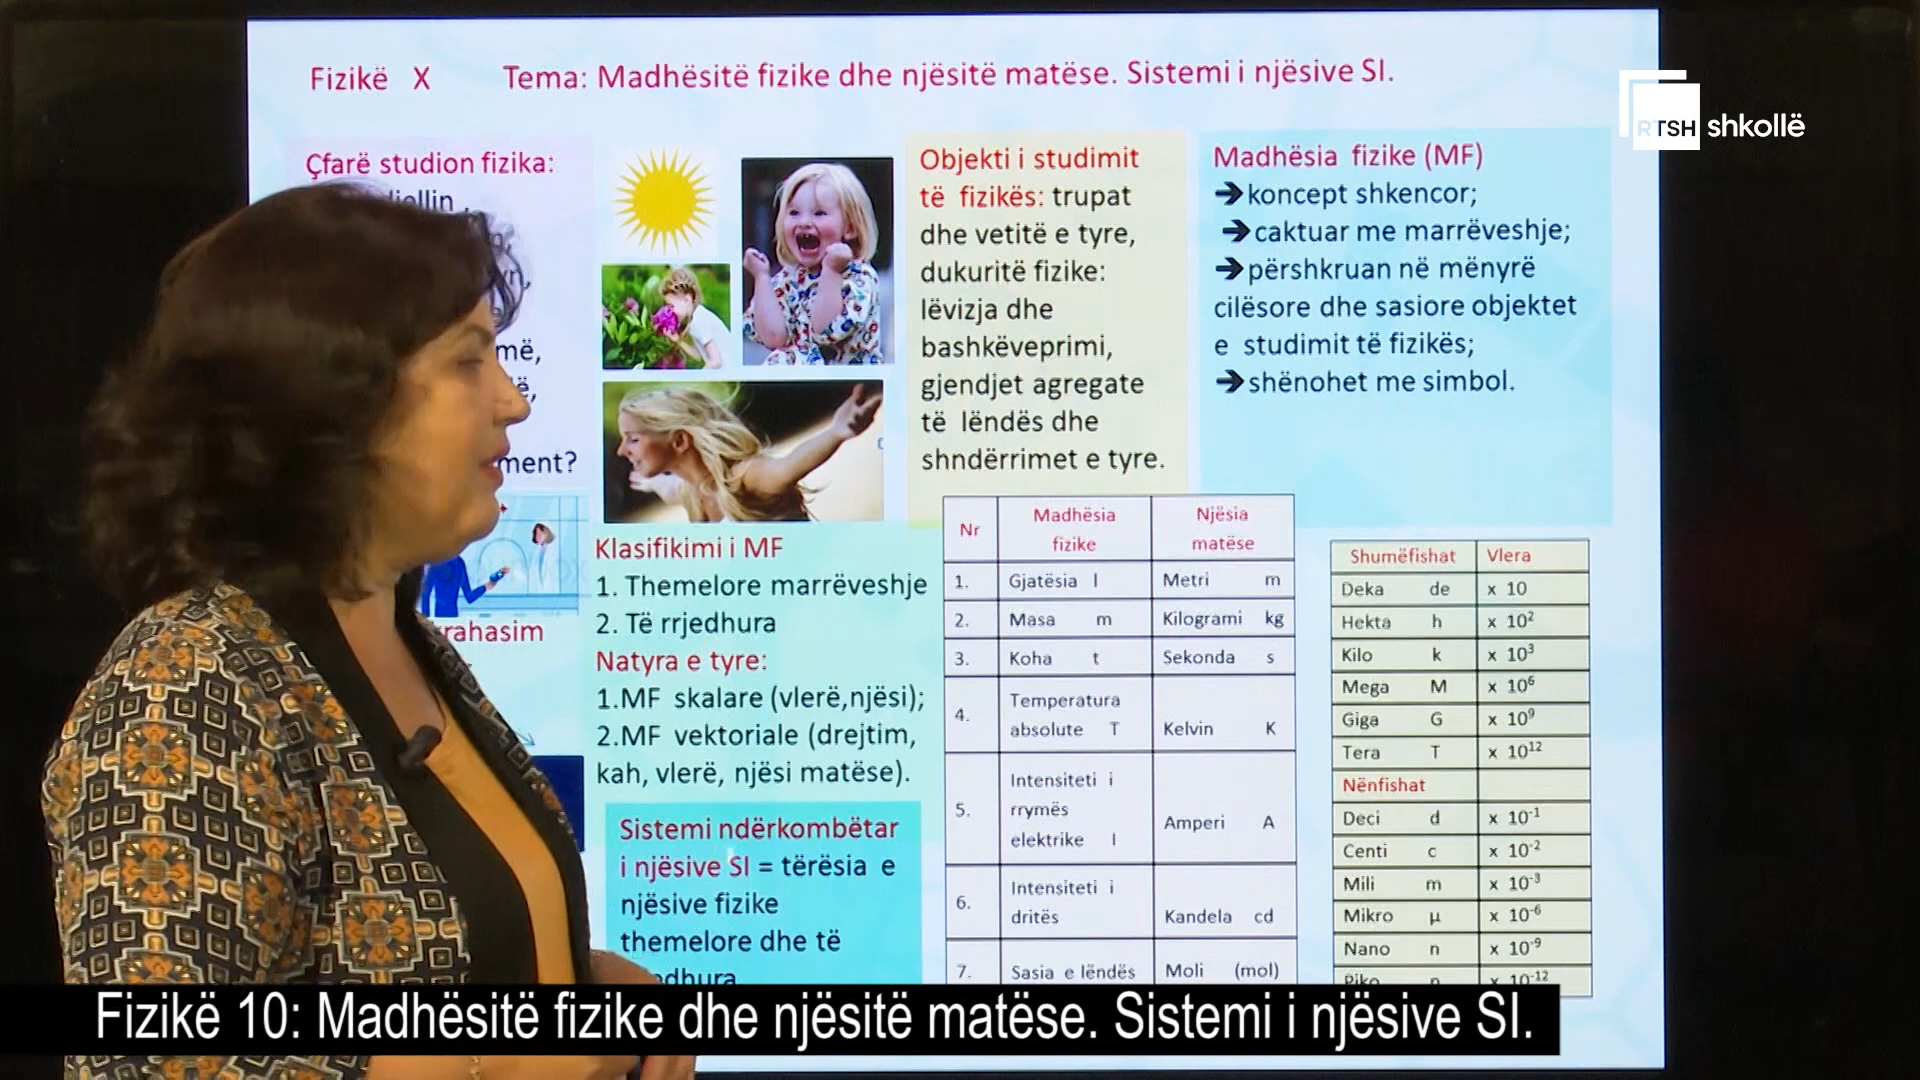 Fizikë X Tema: Madhësitë fizike dhe njësitë matëse. Sistemi i njësive SI.
RTSH shkollë
Çfarë studion fizika:
më,
ment?
rahasim
Objekti i studimit
të fizikës: trupat
dhe vetitë e tyre,
dukuritë fizike:
lëvizja dhe
bashkëveprimi,
gjendjet agregate
të lëndës dhe
shndërrimet e tyre.
Madhësia fizike (MF)
➔koncept shkencor;
➔caktuar me marrëveshje;
➔përshkruan në mënyrë
cilësore dhe sasiore objektet
e studimit të fizikës;
➔shënohet me simbol.
Klasifikimi i MF
1. Themelore marrëveshje
2. Të rrjedhura
Natyra e tyre:
1.MF skalare (vlerë,njësi);
2.MF vektoriale (drejtim,
kah, vlerë, njësi matëse).
Sistemi ndërkombëtar
i njësive SI = tërësia e
njësive fizike
themelore dhe të
edhura
Nr Madhësia fizike Njësia matëse
1. Gjatësia l Metri m
2. Masa m Kilogrami kg
3. Koha t Sekonda s
4. Temperatura absolute T Kelvin K
5. Intensiteti i rrymës elektrike I Amperi A
6. Intensiteti i dritës Kandela cd
7. Sasia e lëndës Moli (mol)
Shumëfishat Vlera
Deka de x 10
Hekta h x 10²
Kilo k x 10³
Mega M x 10⁶
Giga G x 10⁹
Tera T x 10¹²
Nënfishat
Deci d x 10⁻¹
Centi c x 10⁻²
Mili m x 10⁻³
Mikro µ x 10⁻⁶
Nano n x 10⁻⁹
Piko p x 10⁻¹²
Fizikë 10: Madhësitë fizike dhe njësitë matëse. Sistemi i njësive SI.